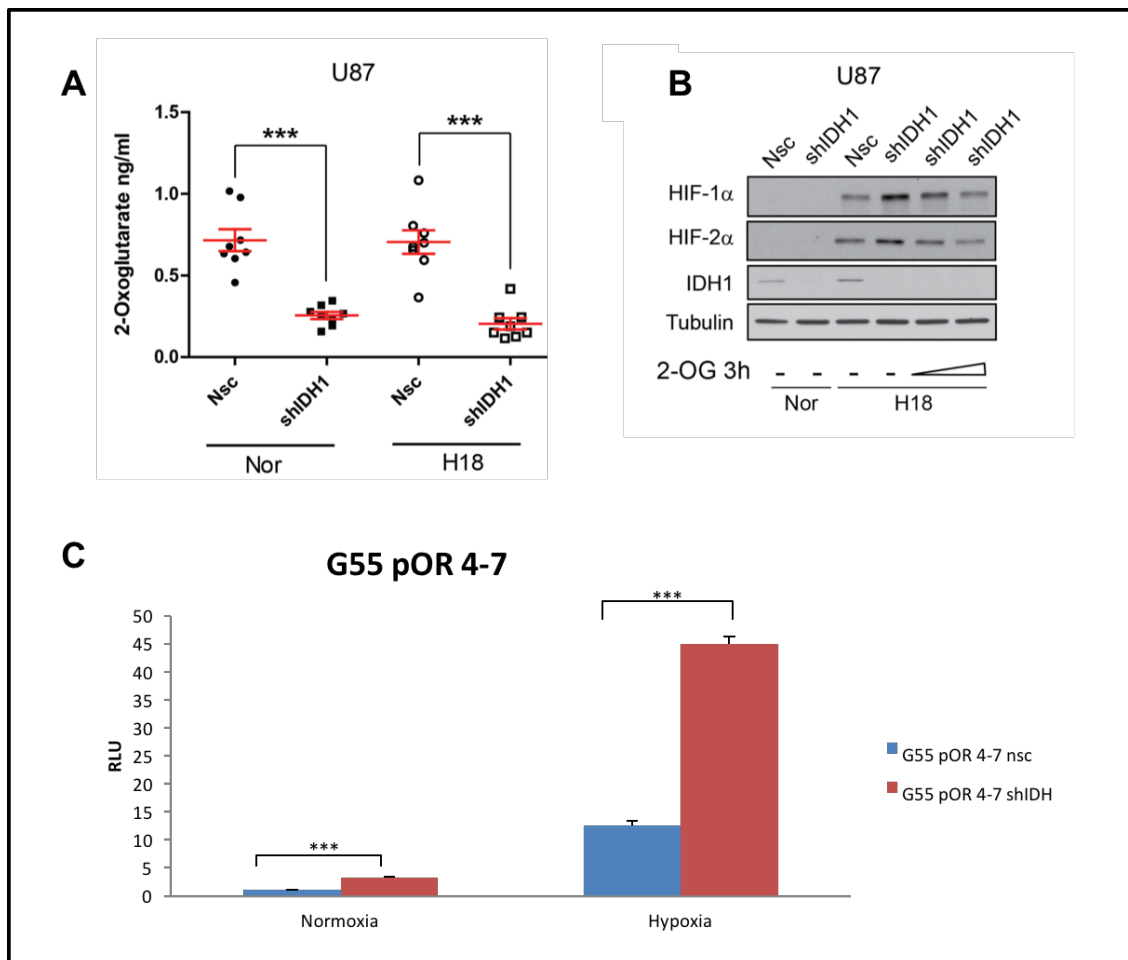 A
U87
2-Oxoglutarate ng/ml
1.5
1.0
0.5
0.0
***
***
Nsc
shIDH1
Nsc
shIDH1
Nor
H18
B
U87
Nsc
shIDH1
Nsc
shIDH1
shIDH1
shIDH1
HIF-1α
HIF-2α
IDH1
Tubulin
2-OG 3h
- - - -
Nor
H18
C
G55 pOR 4-7
RLU
50
45
40
35
30
25
20
15
10
5
0
***
***
Normoxia
Hypoxia
G55 pOR 4-7 nsc
G55 pOR 4-7 shIDH